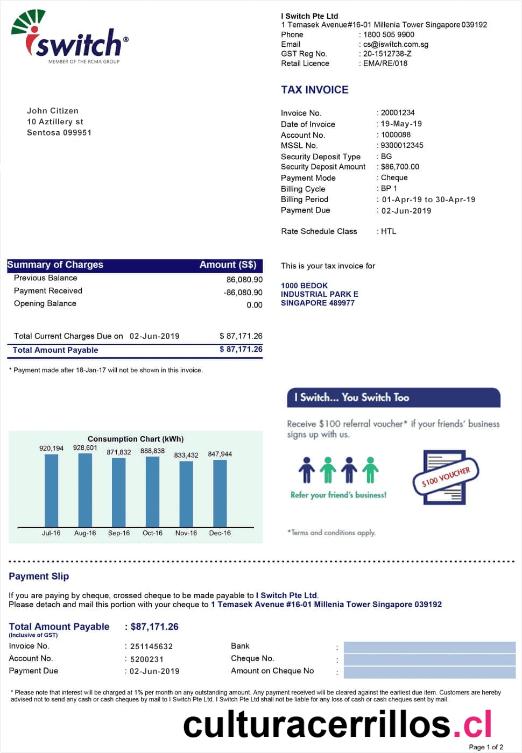 iswitch®
MEMBER OF THE RCMA GROUP
I Switch Pte Ltd
1 Temasek Avenue#16-01 Millenia Tower Singapore 039192
Phone : 1800 505 9900
Email : cs@iswitch.com.sg
GST Reg No. : 20-1512738-Z
Retail Licence : EMA/RE/018
TAX INVOICE
John Citizen
10 Aztillery st
Sentosa 099951
Invoice No. : 20001234
Date of Invoice : 19-May-19
Account No. : 1000088
MSSL No. : 9300012345
Security Deposit Type : BG
Security Deposit Amount : $86,700.00
Payment Mode : Cheque
Billing Cycle : BP 1
Billing Period : 01-Apr-19 to 30-Apr-19
Payment Due : 02-Jun-2019
Rate Schedule Class : HTL
Summary of Charges Amount (S$)
Previous Balance 86,080.90
Payment Received -86,080.90
Opening Balance 0.00
Total Current Charges Due on 02-Jun-2019 $ 87,171.26
Total Amount Payable $ 87,171.26
* Payment made after 18-Jan-17 will not be shown in this invoice.
This is your tax invoice for
1000 BEDOK
INDUSTRIAL PARK E
SINGAPORE 489977
I Switch... You Switch Too
Receive $100 referral voucher* if your friends' business
signs up with us.
$100 VOUCHER
Refer your friend's business!
*Terms and conditions apply.
Consumption Chart (kWh)
920,194 928,601 871,832 888,838 833,432 847,944
Jul-16 Aug-16 Sep-16 Oct-16 Nov-16 Dec-16
Payment Slip
If you are paying by cheque, crossed cheque to be made payable to I Switch Pte Ltd.
Please detach and mail this portion with your cheque to 1 Temasek Avenue #16-01 Millenia Tower Singapore 039192
Total Amount Payable : $87,171.26
(Inclusive of GST)
Invoice No. : 251145632 Bank :
Account No. : 5200231 Cheque No. :
Payment Due : 02-Jun-2019 Amount on Cheque No :
* Please note that interest will be charged at 1% per month on any outstanding amount. Any payment received will be cleared against the earliest due item. Customers are hereby
advised not to send any cash or cash cheques by mail to I Switch Pte Ltd. I Switch Pte Ltd shall not be liable for any loss of cash or cash cheques sent by mail.
culturacerrillos.cl
Page 1 of 2